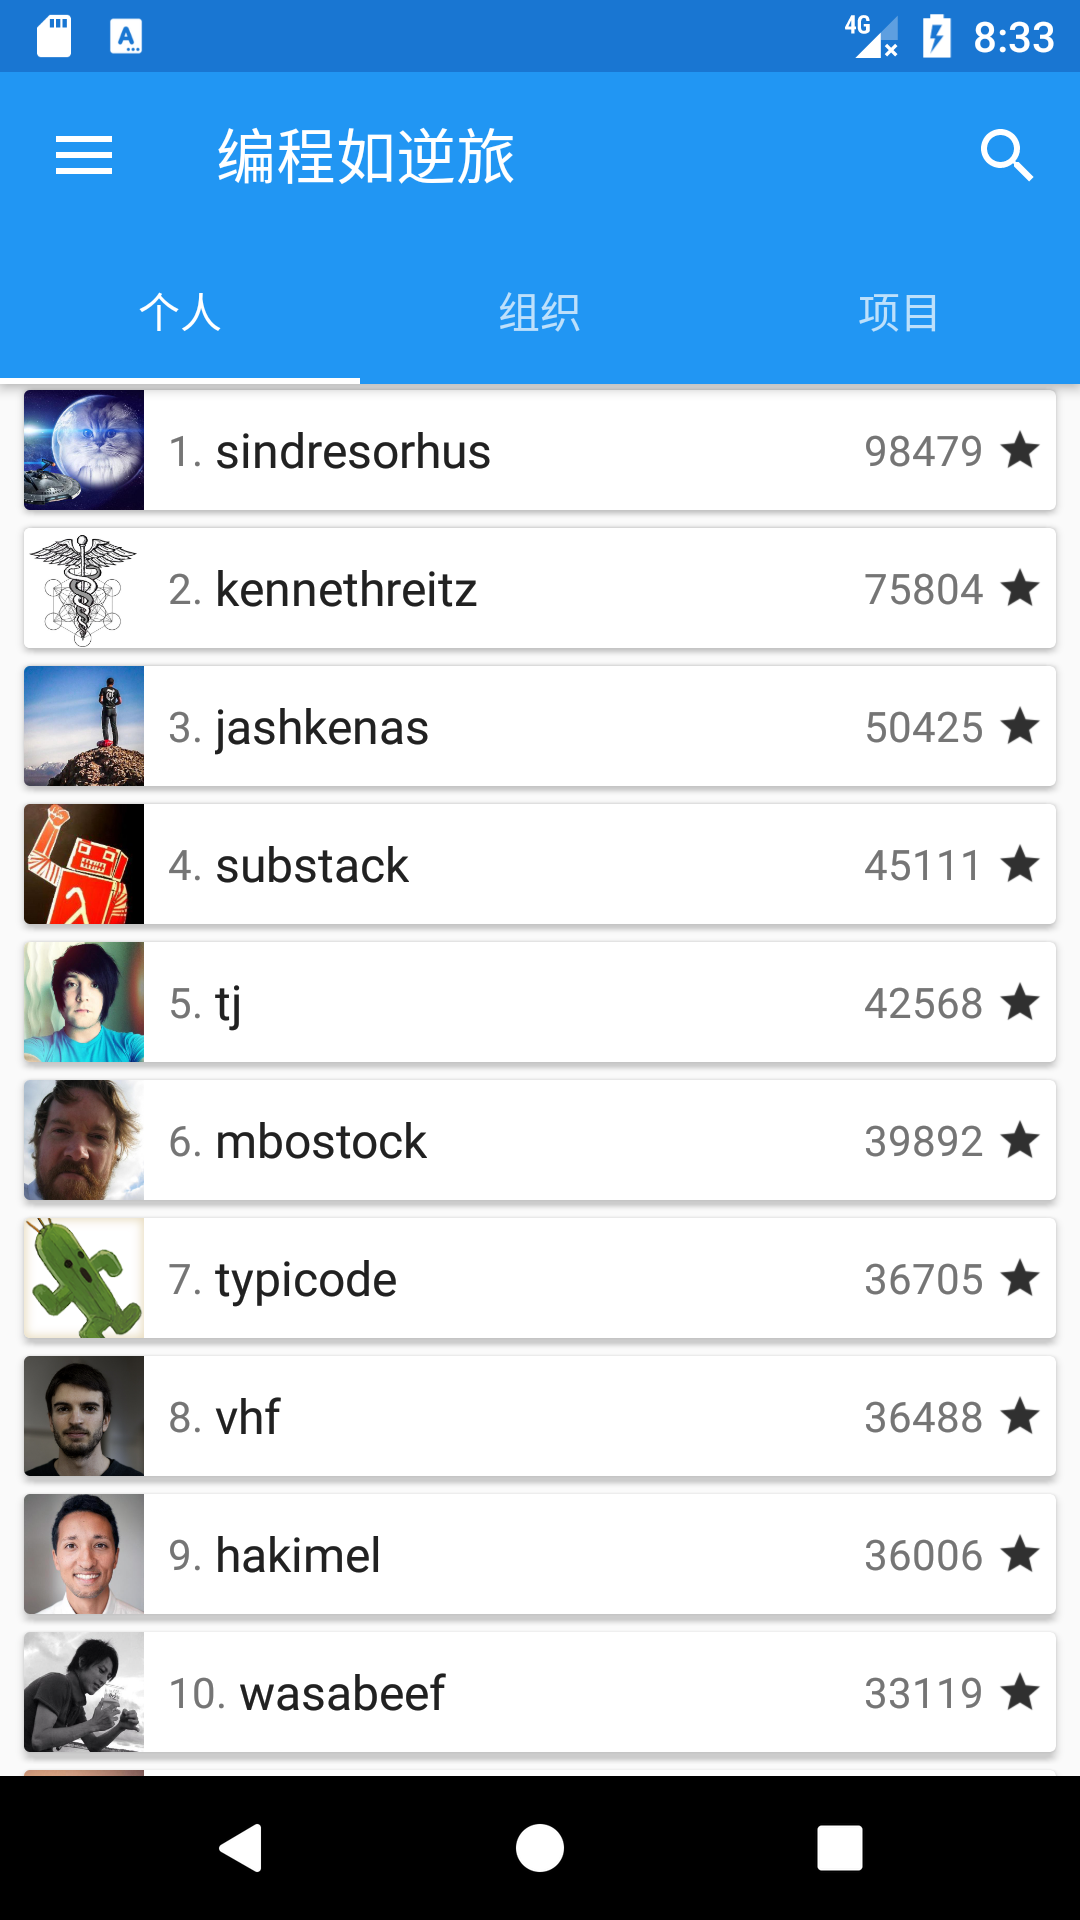 4G 8:33
编程如逆旅
个人 组织 项目
1. sindresorhus 98479
2. kennethreitz 75804
3. jashkenas 50425
4. substack 45111
5. tj 42568
6. mbostock 39892
7. typicode 36705
8. vhf 36488
9. hakimel 36006
10. wasabeef 33119